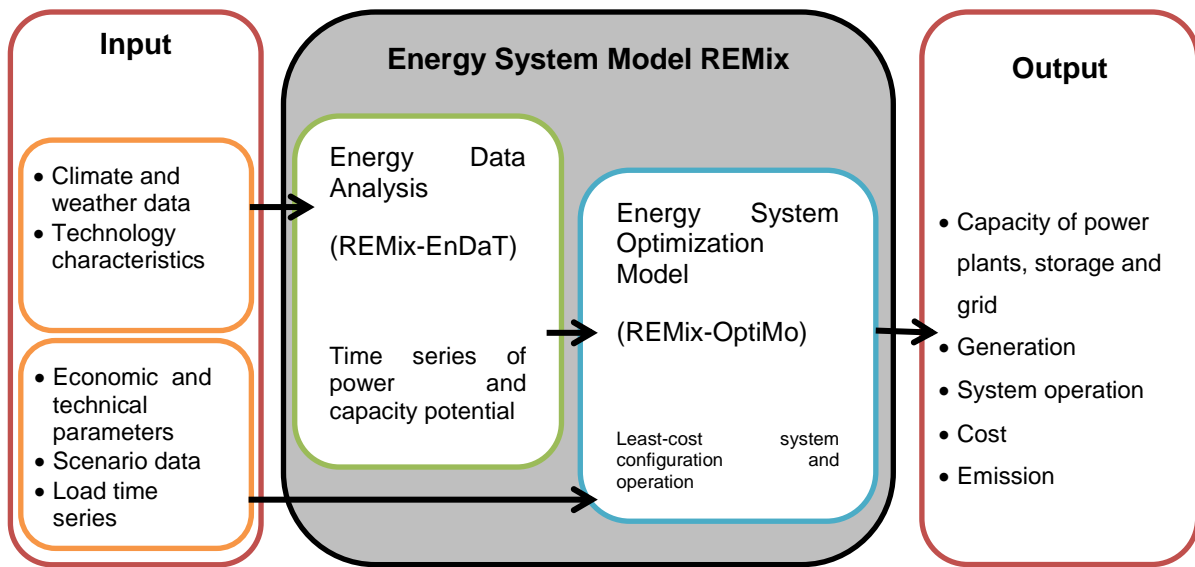 Input
• Climate and
weather data
• Technology
characteristics
• Economic and
technical
parameters
• Scenario data
• Load time
series
Energy System Model REMix
Energy Data
Analysis
(REMix-EnDaT)
Time series of
power and
capacity potential
Energy System
Optimization
Model
(REMix-OptiMo)
Least-cost system
configuration and
operation
Output
• Capacity of power
plants, storage and
grid
• Generation
• System operation
• Cost
• Emission